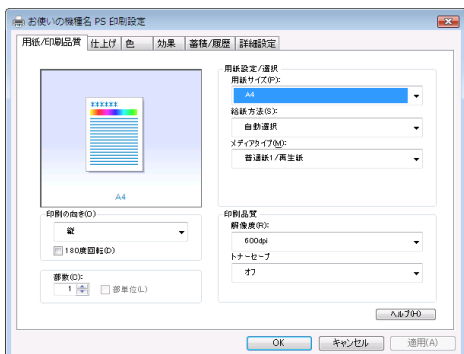 お使いの機種名 PS 印刷設定
用紙/印刷品質 仕上げ 色 効果 蓄積/履歴 詳細設定
用紙設定/選択
用紙サイズ(P):
A4
給紙方法(S):
自動選択
メディアタイプ(M):
普通紙1/再生紙
A4
印刷の向き(O)
縦
180度回転(D)
部数(C):
1
部単位(L)
印刷品質
解像度(R):
600dpi
トナーセーブ
オフ
ヘルプ(H)
OK キャンセル 適用(A)